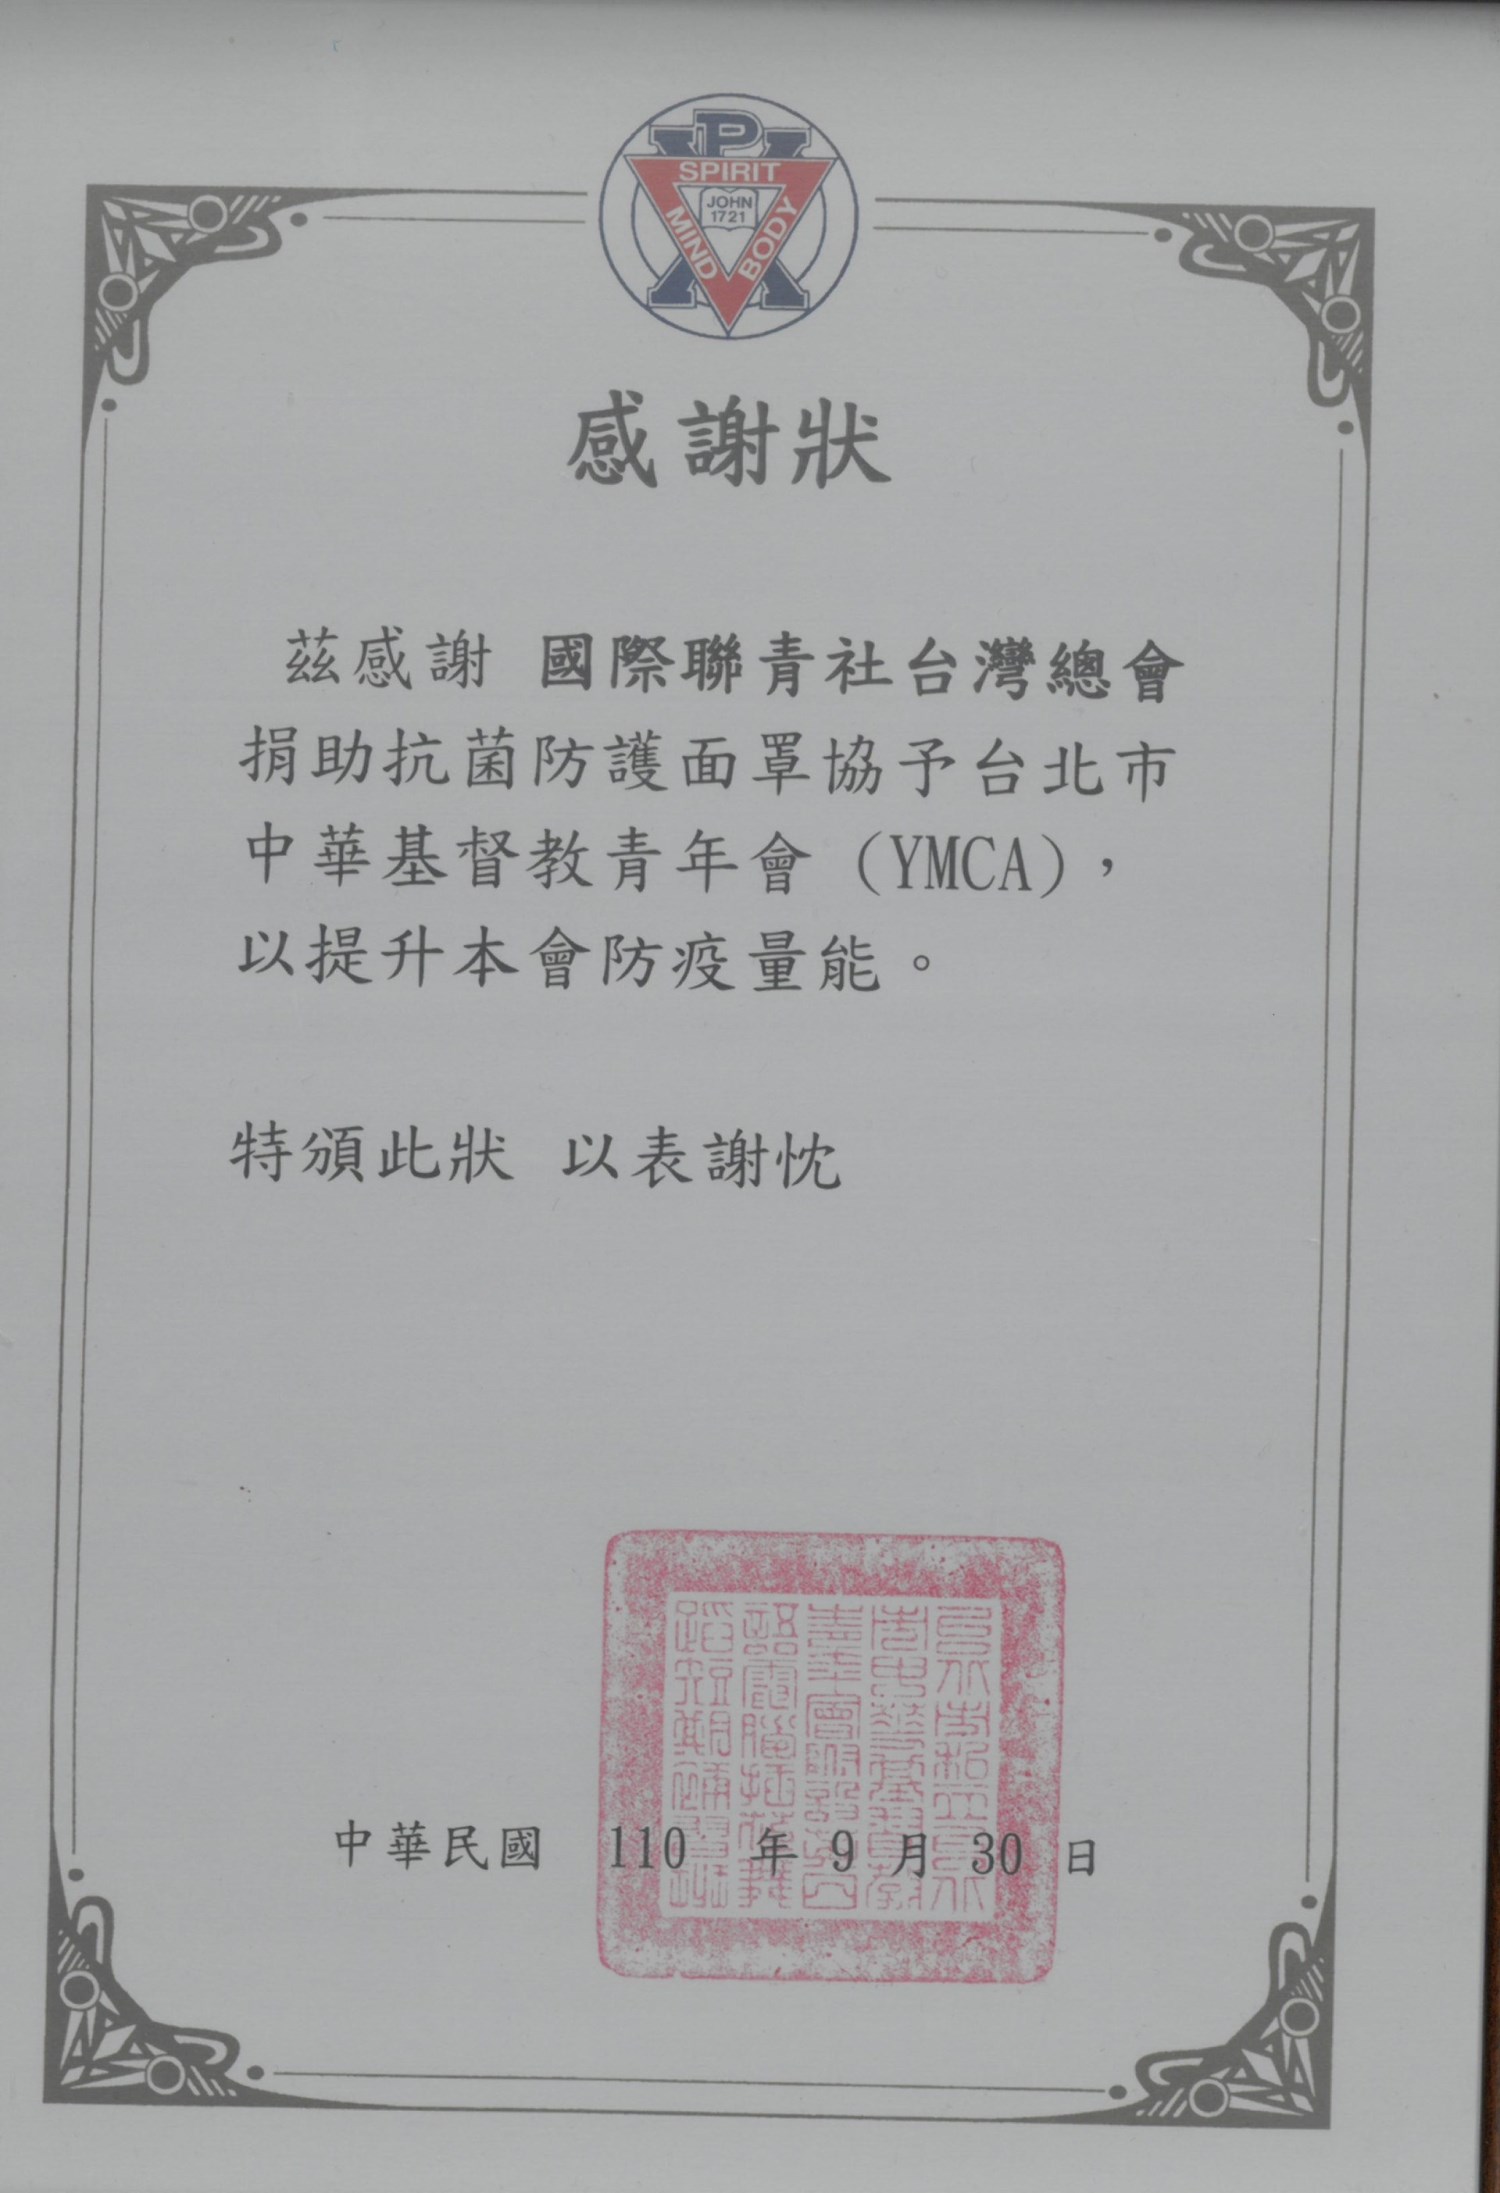 PX
SPIRIT
MIND
BODY
JOHN
1721
感謝狀
茲感謝 國際聯青社台灣總會
捐助抗菌防護面罩協予台北市
中華基督教青年會 (YMCA)，
以提升本會防疫量能。
特頒此狀 以表謝忱
中華民國 110 年 9 月 30 日